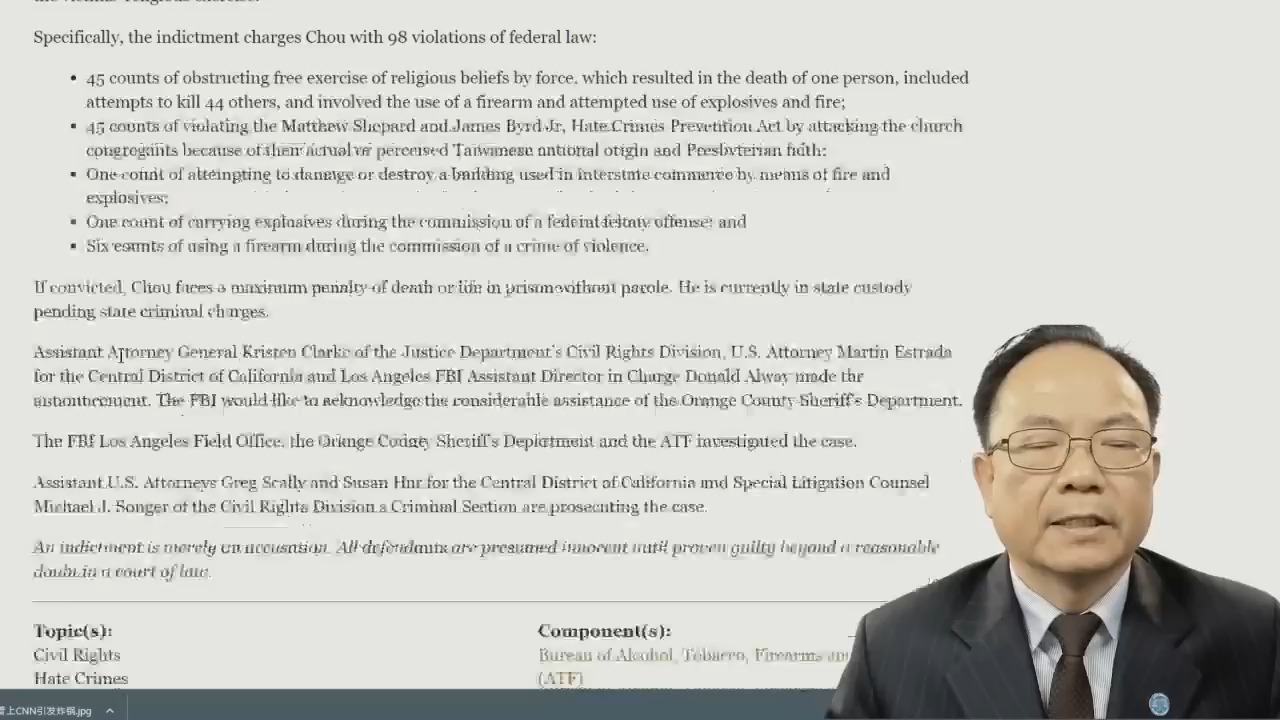 Specifically, the indictment charges Chou with 98 violations of federal law:
45 counts of obstructing free exercise of religious beliefs by force, which resulted in the death of one person, included
attempts to kill 44 others, and involved the use of a firearm and attempted use of explosives and fire;
45 counts of violating the Matthew Shepard and James Byrd Jr, Hate Crimes Prevention Act by attacking the church
congregants because of their actual or perceived Taiwanese national origin and Presbyterian faith;
One count of attempting to damage or destroy a building used in interstate commerce by means of fire and
explosives;
One count of carrying explosives during the commission of a federal felony offense; and
Six counts of using a firearm during the commission of a crime of violence.
If convicted, Chou faces a maximum penalty of death or life in prison without parole. He is currently in state custody
pending state criminal charges.
Assistant Attorney General Kristen Clarke of the Justice Department's Civil Rights Division, U.S. Attorney Martin Estrada
for the Central District of California and Los Angeles FBI Assistant Director in Charge Donald Alway made the
announcement. The FBI would like to acknowledge the considerable assistance of the Orange County Sheriff's Department.
The FBI Los Angeles Field Office, the Orange County Sheriff's Department and the ATF investigated the case.
Assistant U.S. Attorneys Greg Scally and Susan Har for the Central District of California and Special Litigation Counsel
Michael J. Songer of the Civil Rights Division's Criminal Section are prosecuting the case.
An indictment is merely an accusation. All defendants are presumed innocent until proven guilty beyond a reasonable
doubt in a court of law.
Topic(s):
Component(s):
Civil Rights
Bureau of Alcohol, Tobacco, Firearms
Hate Crimes
(ATF)
上CNN引发炸锅.jpg